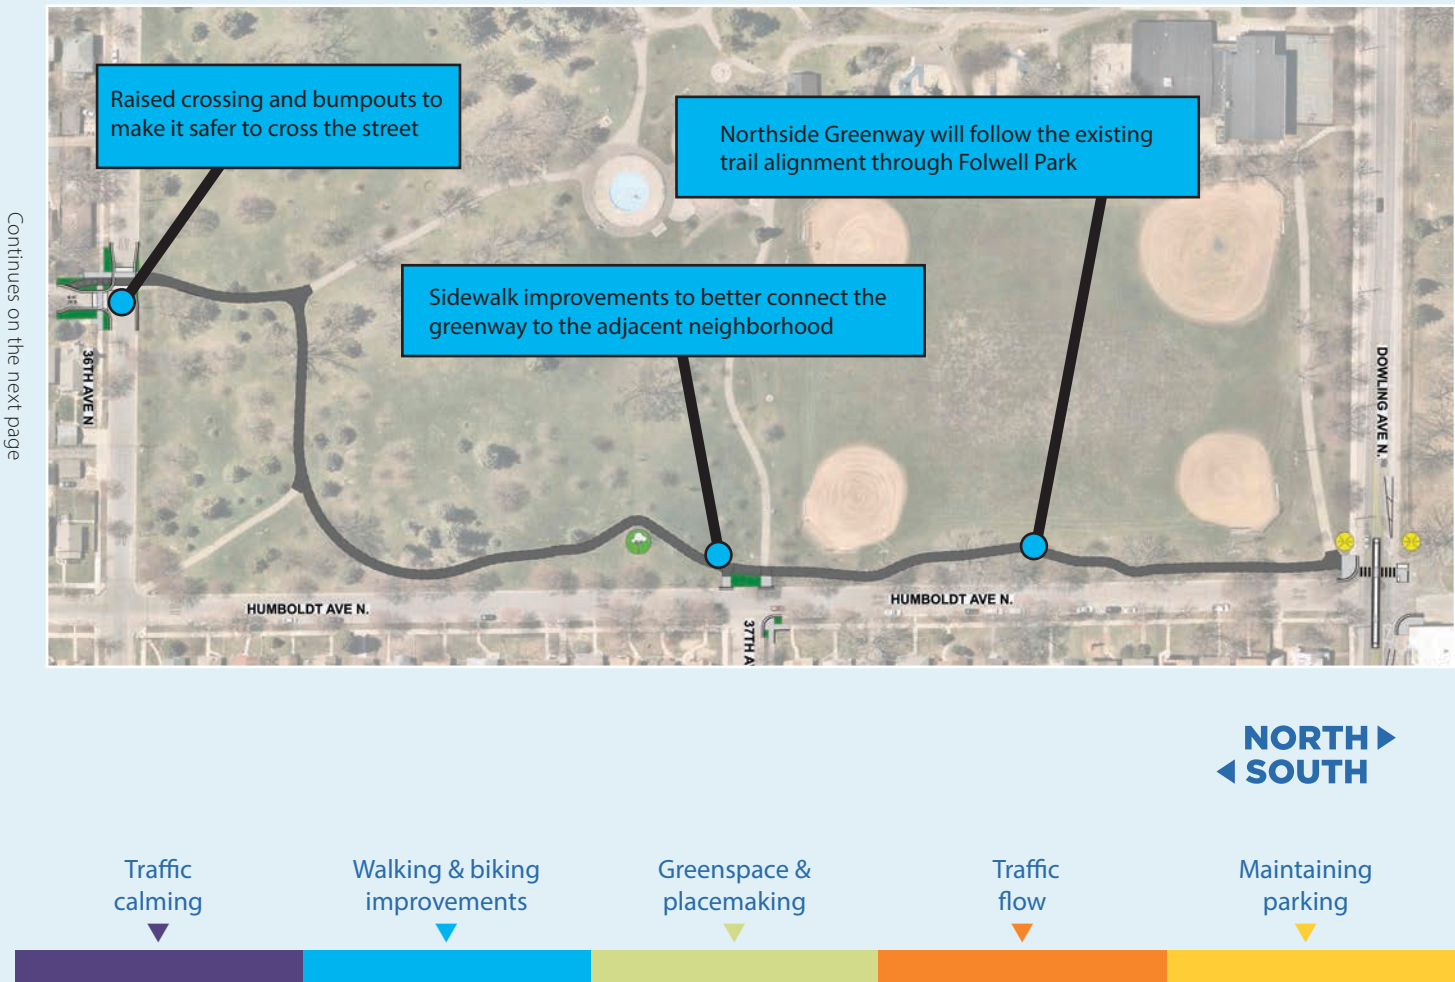 Raised crossing and bumpouts to
make it safer to cross the street
Northside Greenway will follow the existing
trail alignment through Folwell Park
Sidewalk improvements to better connect the
greenway to the adjacent neighborhood
Continues on the next page
36TH AVE N
DOWLING AVE N.
HUMBOLDT AVE N.
HUMBOLDT AVE N.
37TH A
NORTH
SOUTH
Traffic
calming
Walking & biking
improvements
Greenspace &
placemaking
Traffic
flow
Maintaining
parking